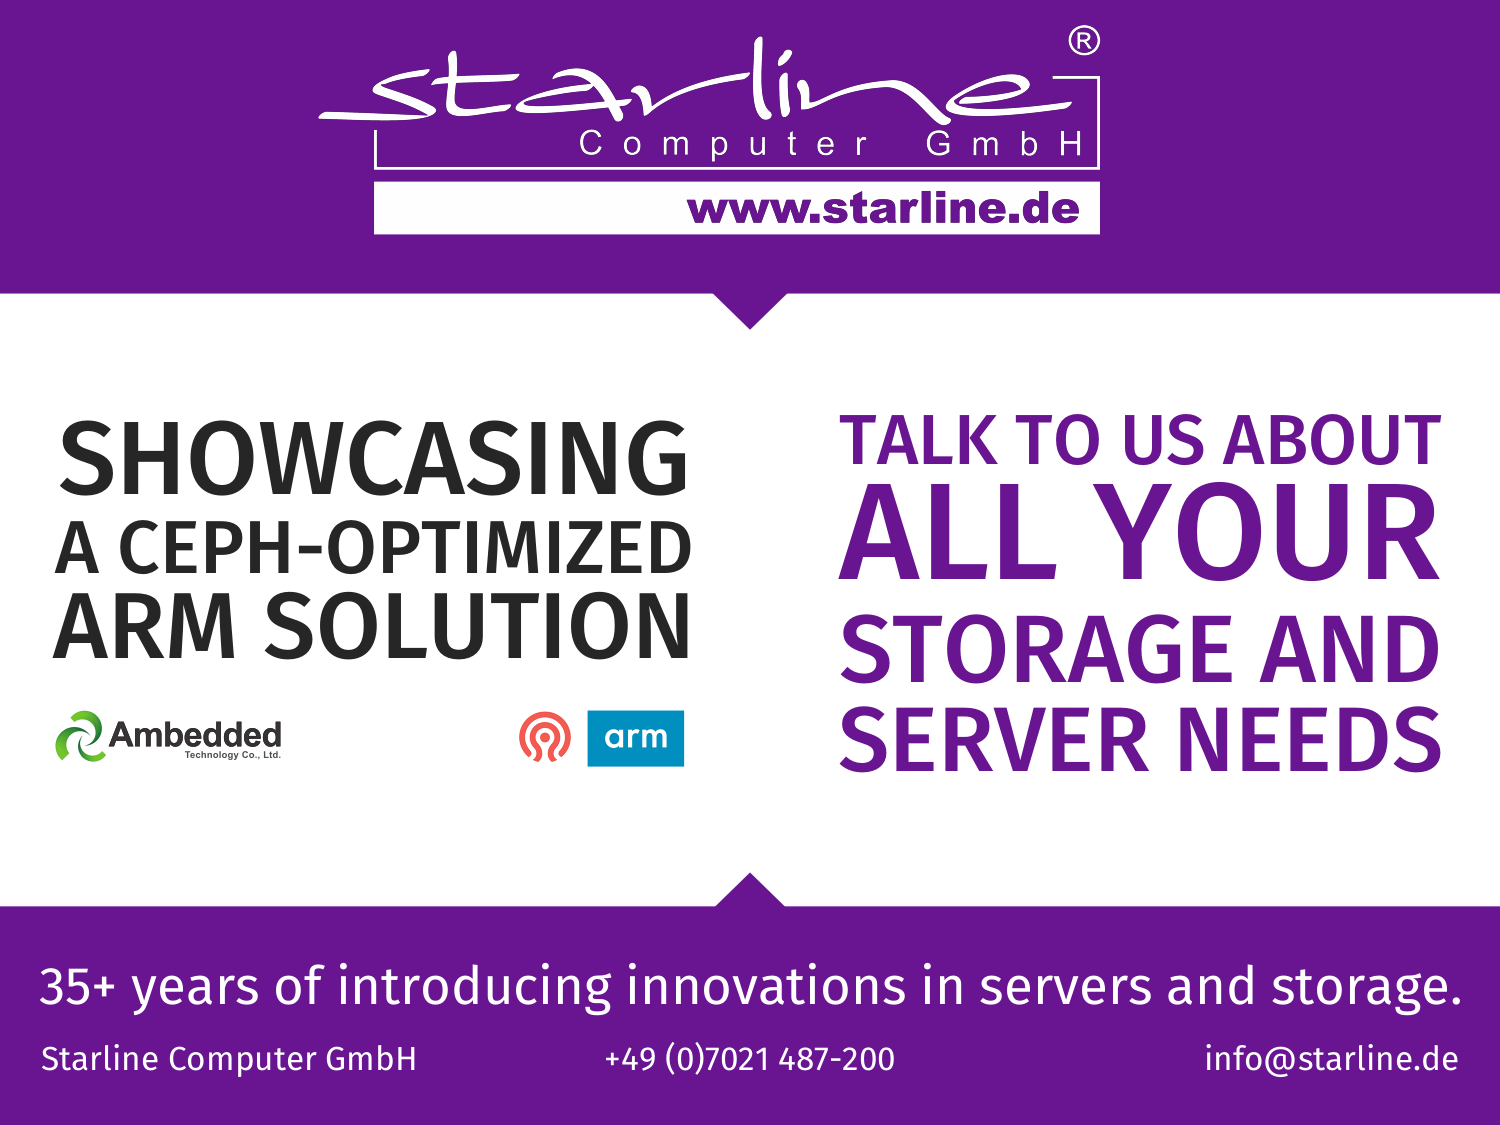 starline®
Computer GmbH
www.starline.de
SHOWCASING
A CEPH-OPTIMIZED
ARM SOLUTION
Ambedded
Technology Co., Ltd.
arm
TALK TO US ABOUT
ALL YOUR
STORAGE AND
SERVER NEEDS
35+ years of introducing innovations in servers and storage.
Starline Computer GmbH
+49 (0)7021 487-200
info@starline.de